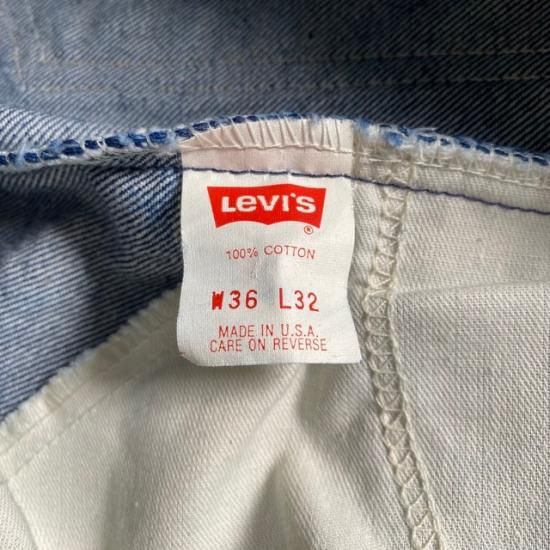 Levi's
®
100% COTTON
W36 L32
MADE IN U.S.A.
CARE ON REVERSE